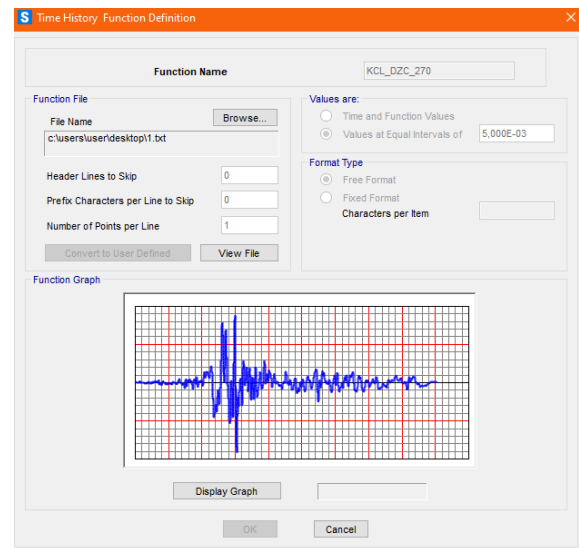 S Time History Function Definition
Function Name
KCL_DZC_270
Function File
File Name
Browse...
c:\users\user\desktop\1.txt
Header Lines to Skip
0
Prefix Characters per Line to Skip
0
Number of Points per Line
1
Convert to User Defined
View File
Values are:
Time and Function Values
Values at Equal Intervals of
5,000E-03
Format Type
Free Format
Fixed Format
Characters per Item
Function Graph
Display Graph
OK
Cancel